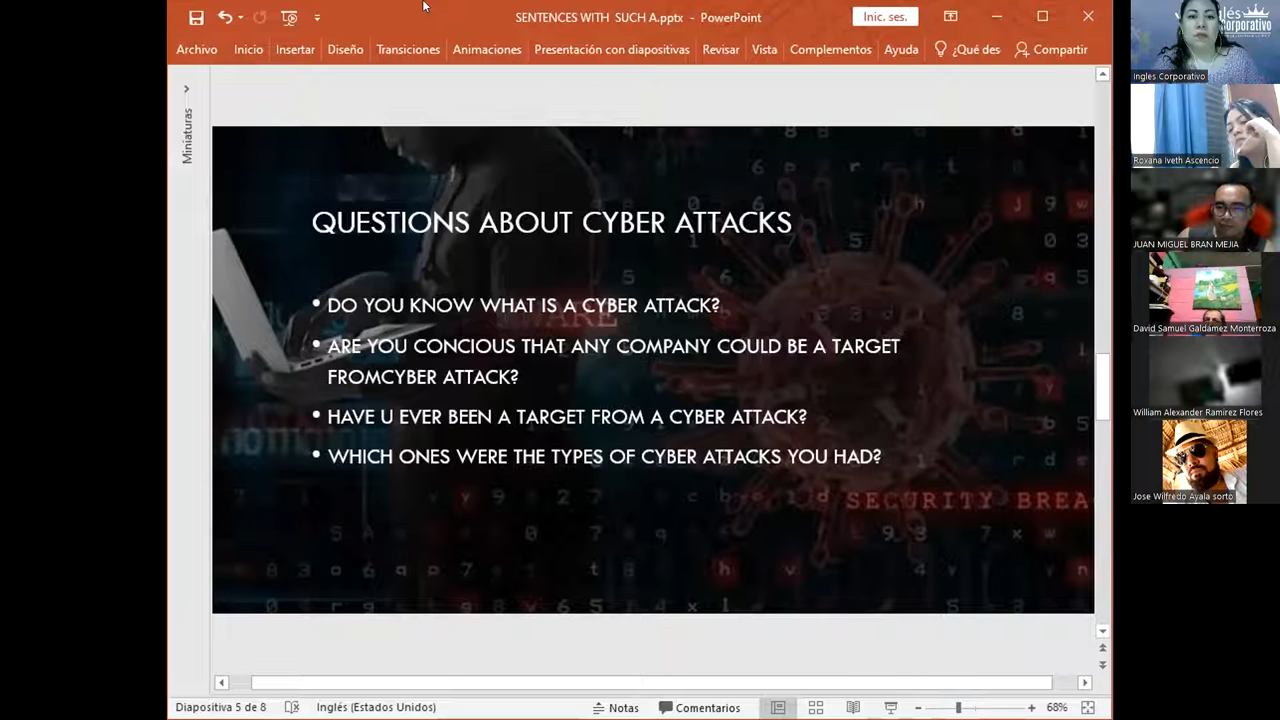 SENTENCES WITH SUCH A.pptx - PowerPoint
Inic. ses.
Archivo Inicio Insertar Diseño Transiciones Animaciones Presentación con diapositivas Revisar Vista Complementos Ayuda ¿Qué des Compartir
Miniaturas
QUESTIONS ABOUT CYBER ATTACKS
• DO YOU KNOW WHAT IS A CYBER ATTACK?
• ARE YOU CONCIOUS THAT ANY COMPANY COULD BE A TARGET
FROMCYBER ATTACK?
• HAVE U EVER BEEN A TARGET FROM A CYBER ATTACK?
• WHICH ONES WERE THE TYPES OF CYBER ATTACKS YOU HAD?
SECURITY BREA
Diapositiva 5 de 8 Inglés (Estados Unidos) Notas Comentarios 68%
Inglés Corporativo
Roxana Iveth Ascencio
JUAN MIGUEL BRAN MEJIA
David Samuel Galdamez Monterroza
William Alexander Ramirez Flores
Jose Wilfredo Ayala sorto